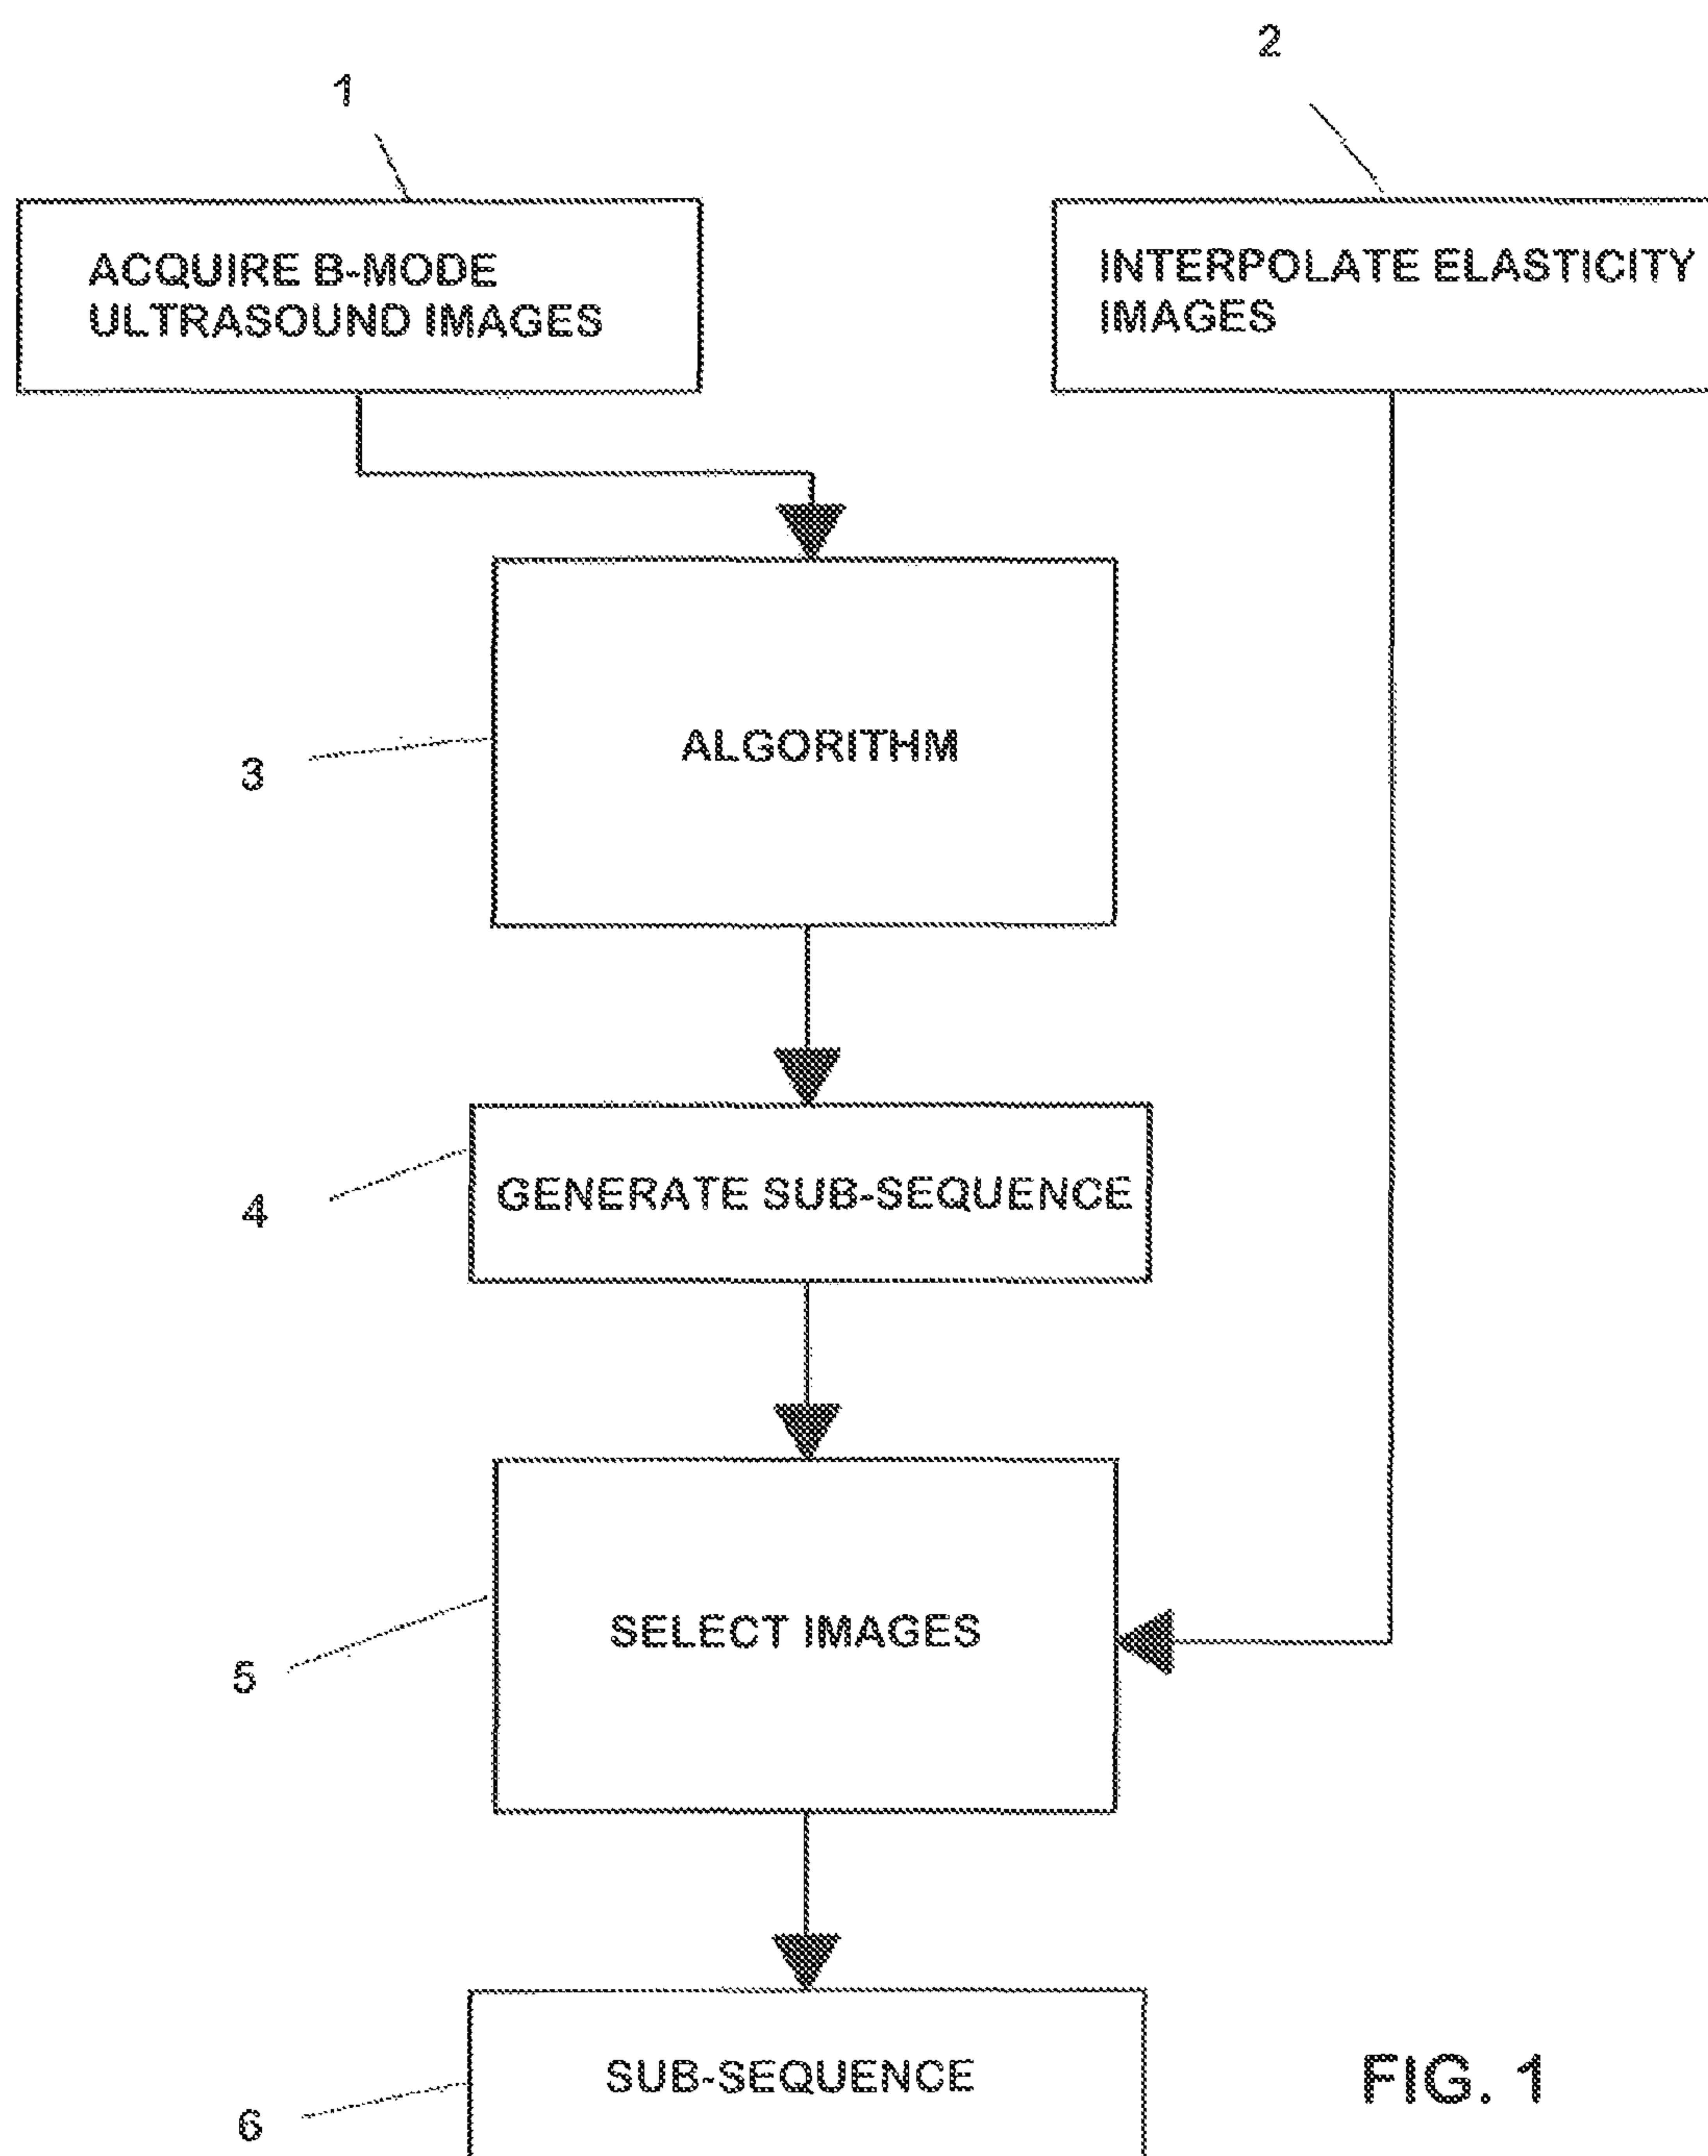 1
2
ACQUIRE B-MODE
ULTRASOUND IMAGES
INTERPOLATE ELASTICITY
IMAGES
3
ALGORITHM
4
GENERATE SUB-SEQUENCE
5
SELECT IMAGES
6
SUB-SEQUENCE
FIG. 1